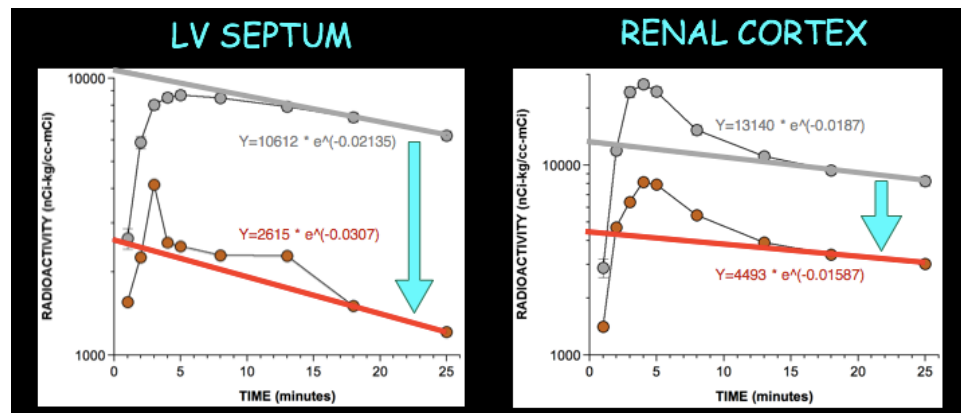 LV SEPTUM
RADIOACTIVITY (nCi-kg/cc-mCi)
10000
1000
Y=10612 * e^(-0.02135)
Y=2615 * e^(-0.0307)
0 5 10 15 20 25
TIME (minutes)
RENAL CORTEX
RADIOACTIVITY (nCi-kg/cc-mCi)
10000
1000
Y=13140 * e^(-0.0187)
Y=4493 * e^(-0.01587)
0 5 10 15 20 25
TIME (minutes)